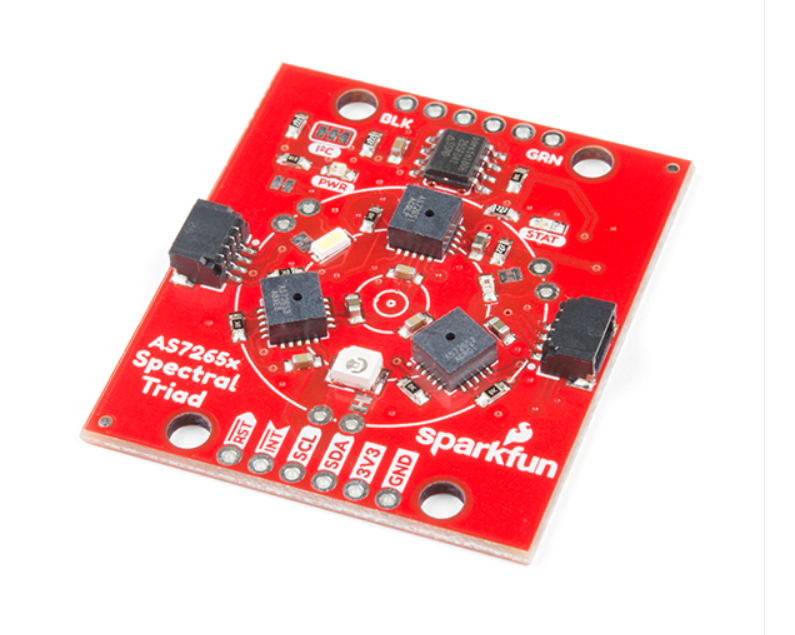 BLK
GRN
I²C
PWR
STAT
AS7265x
Spectral
Triad
RST
INT
SCL
SDA
3V3
GND
sparkfun